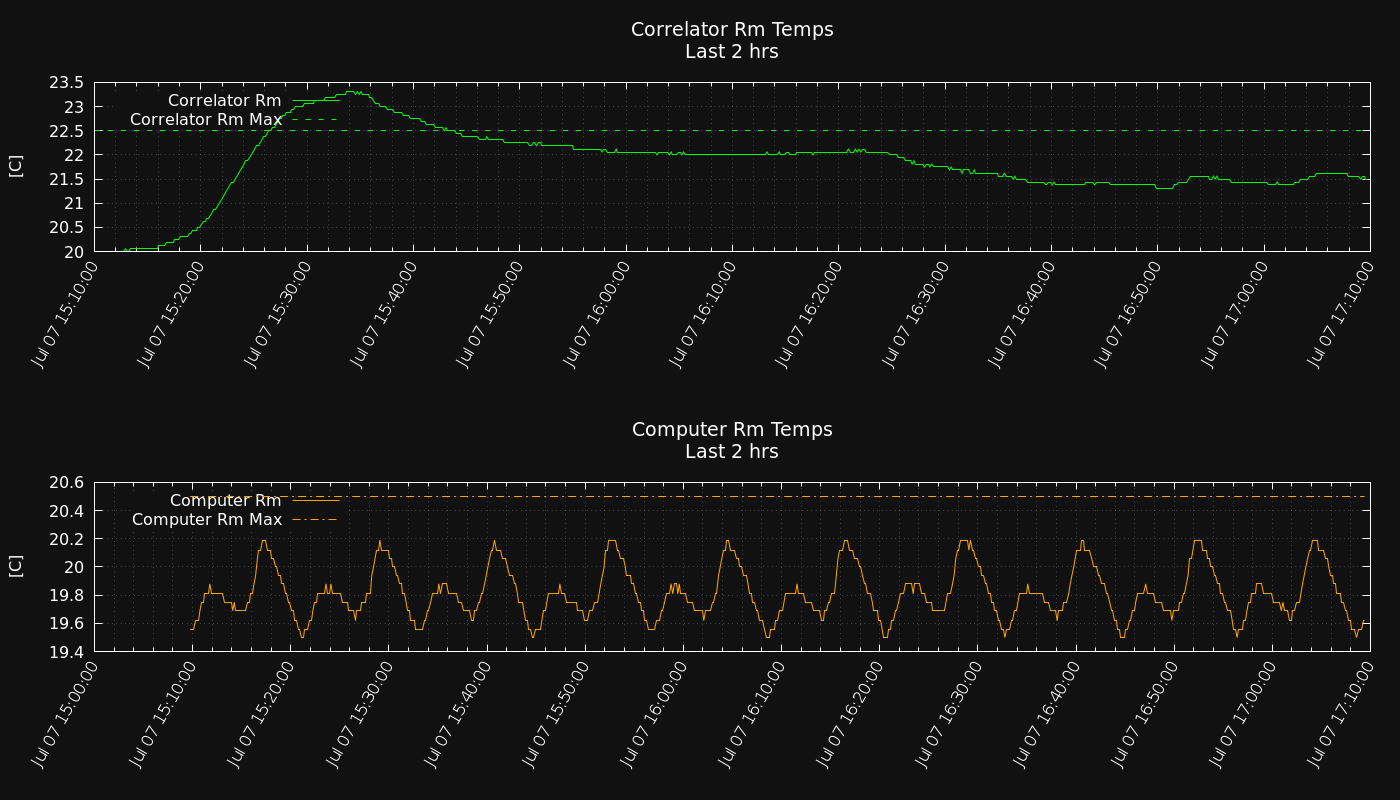 Correlator Rm Temps
Last 2 hrs
23.5
23
22.5
22
21.5
21
20.5
20
[C]
Correlator Rm
Correlator Rm Max
Jul 07 15:10:00
Jul 07 15:20:00
Jul 07 15:30:00
Jul 07 15:40:00
Jul 07 15:50:00
Jul 07 16:00:00
Jul 07 16:10:00
Jul 07 16:20:00
Jul 07 16:30:00
Jul 07 16:40:00
Jul 07 16:50:00
Jul 07 17:00:00
Jul 07 17:10:00
Computer Rm Temps
Last 2 hrs
20.6
20.4
20.2
20
19.8
19.6
19.4
[C]
Computer Rm
Computer Rm Max
Jul 07 15:00:00
Jul 07 15:10:00
Jul 07 15:20:00
Jul 07 15:30:00
Jul 07 15:40:00
Jul 07 15:50:00
Jul 07 16:00:00
Jul 07 16:10:00
Jul 07 16:20:00
Jul 07 16:30:00
Jul 07 16:40:00
Jul 07 16:50:00
Jul 07 17:00:00
Jul 07 17:10:00